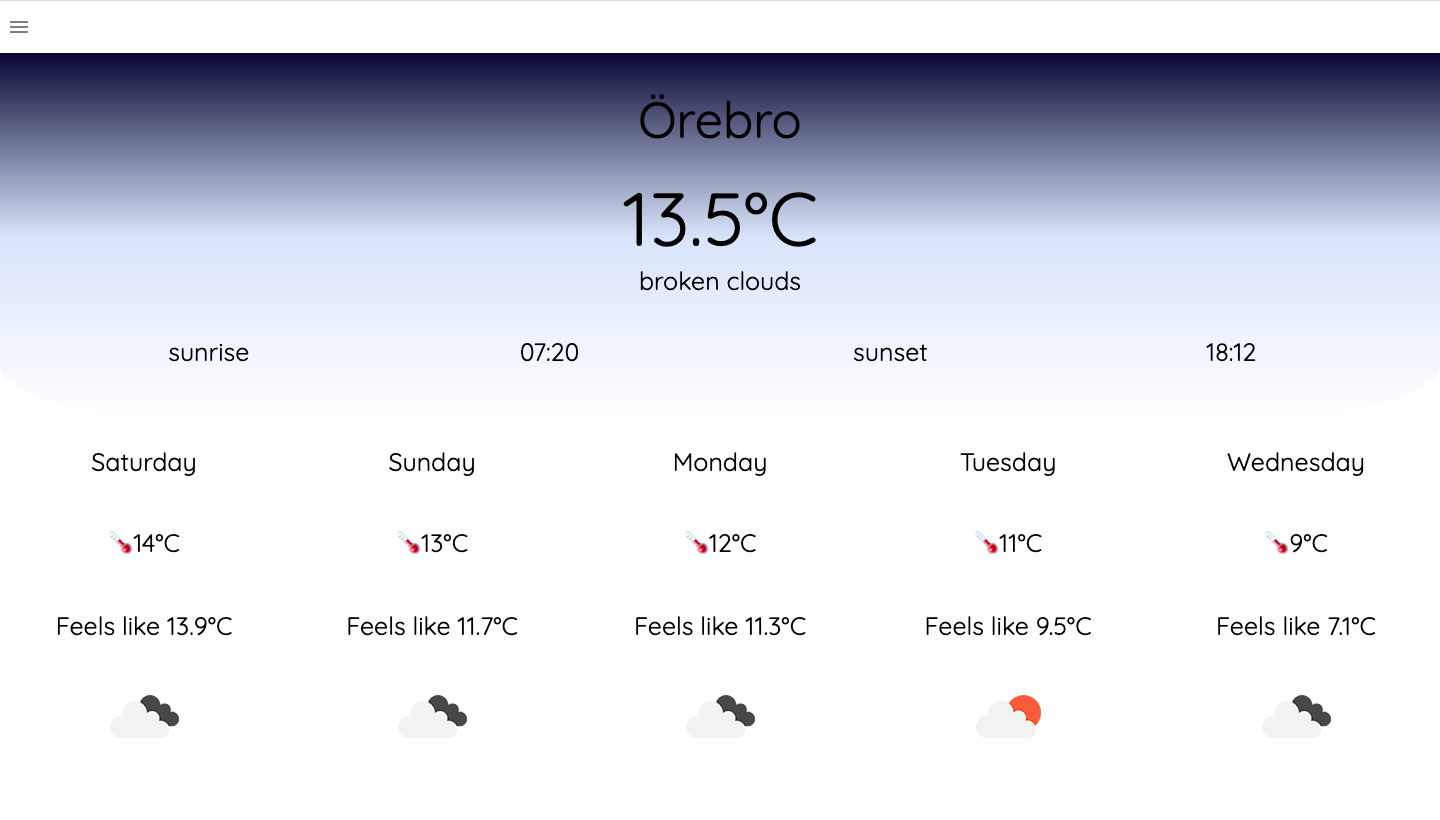 Örebro
13.5°C
broken clouds
sunrise 07:20 sunset 18:12
Saturday Sunday Monday Tuesday Wednesday
🌡️14°C 🌡️13°C 🌡️12°C 🌡️11°C 🌡️9°C
Feels like 13.9°C Feels like 11.7°C Feels like 11.3°C Feels like 9.5°C Feels like 7.1°C